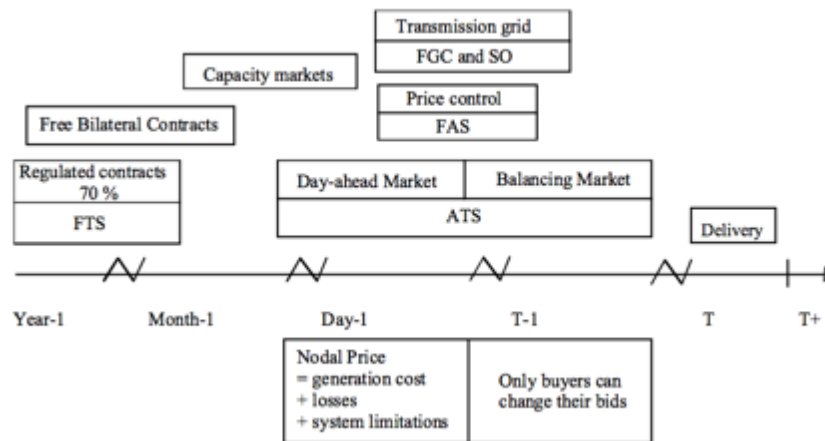 Transmission grid
FGC and SO
Capacity markets
Price control
FAS
Free Bilateral Contracts
Regulated contracts
70 %
FTS
Day-ahead Market
Balancing Market
ATS
Delivery
Year-1
Month-1
Day-1
T-1
T
T+
Nodal Price
= generation cost
+ losses
+ system limitations
Only buyers can
change their bids